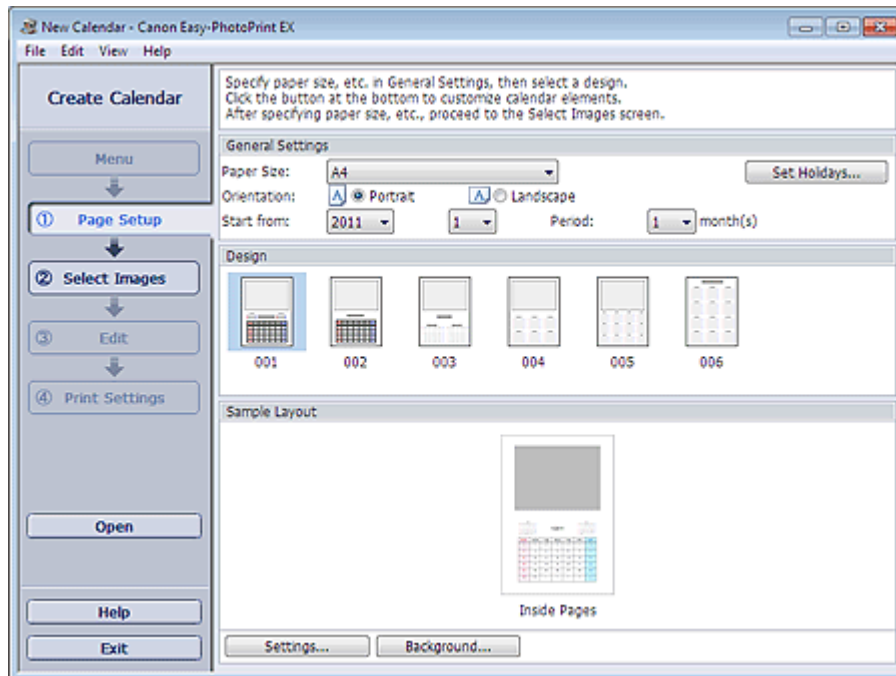 New Calendar - Canon Easy-PhotoPrint EX
File Edit View Help
Create Calendar
Menu
① Page Setup
② Select Images
③ Edit
④ Print Settings
Open
Help
Exit
Specify paper size, etc. in General Settings, then select a design.
Click the button at the bottom to customize calendar elements.
After specifying paper size, etc., proceed to the Select Images screen.
General Settings
Paper Size: A4 Set Holidays...
Orientation: A Portrait A Landscape
Start from: 2011 1 Period: 1 month(s)
Design
001 002 003 004 005 006
Sample Layout
Inside Pages
Settings... Background...